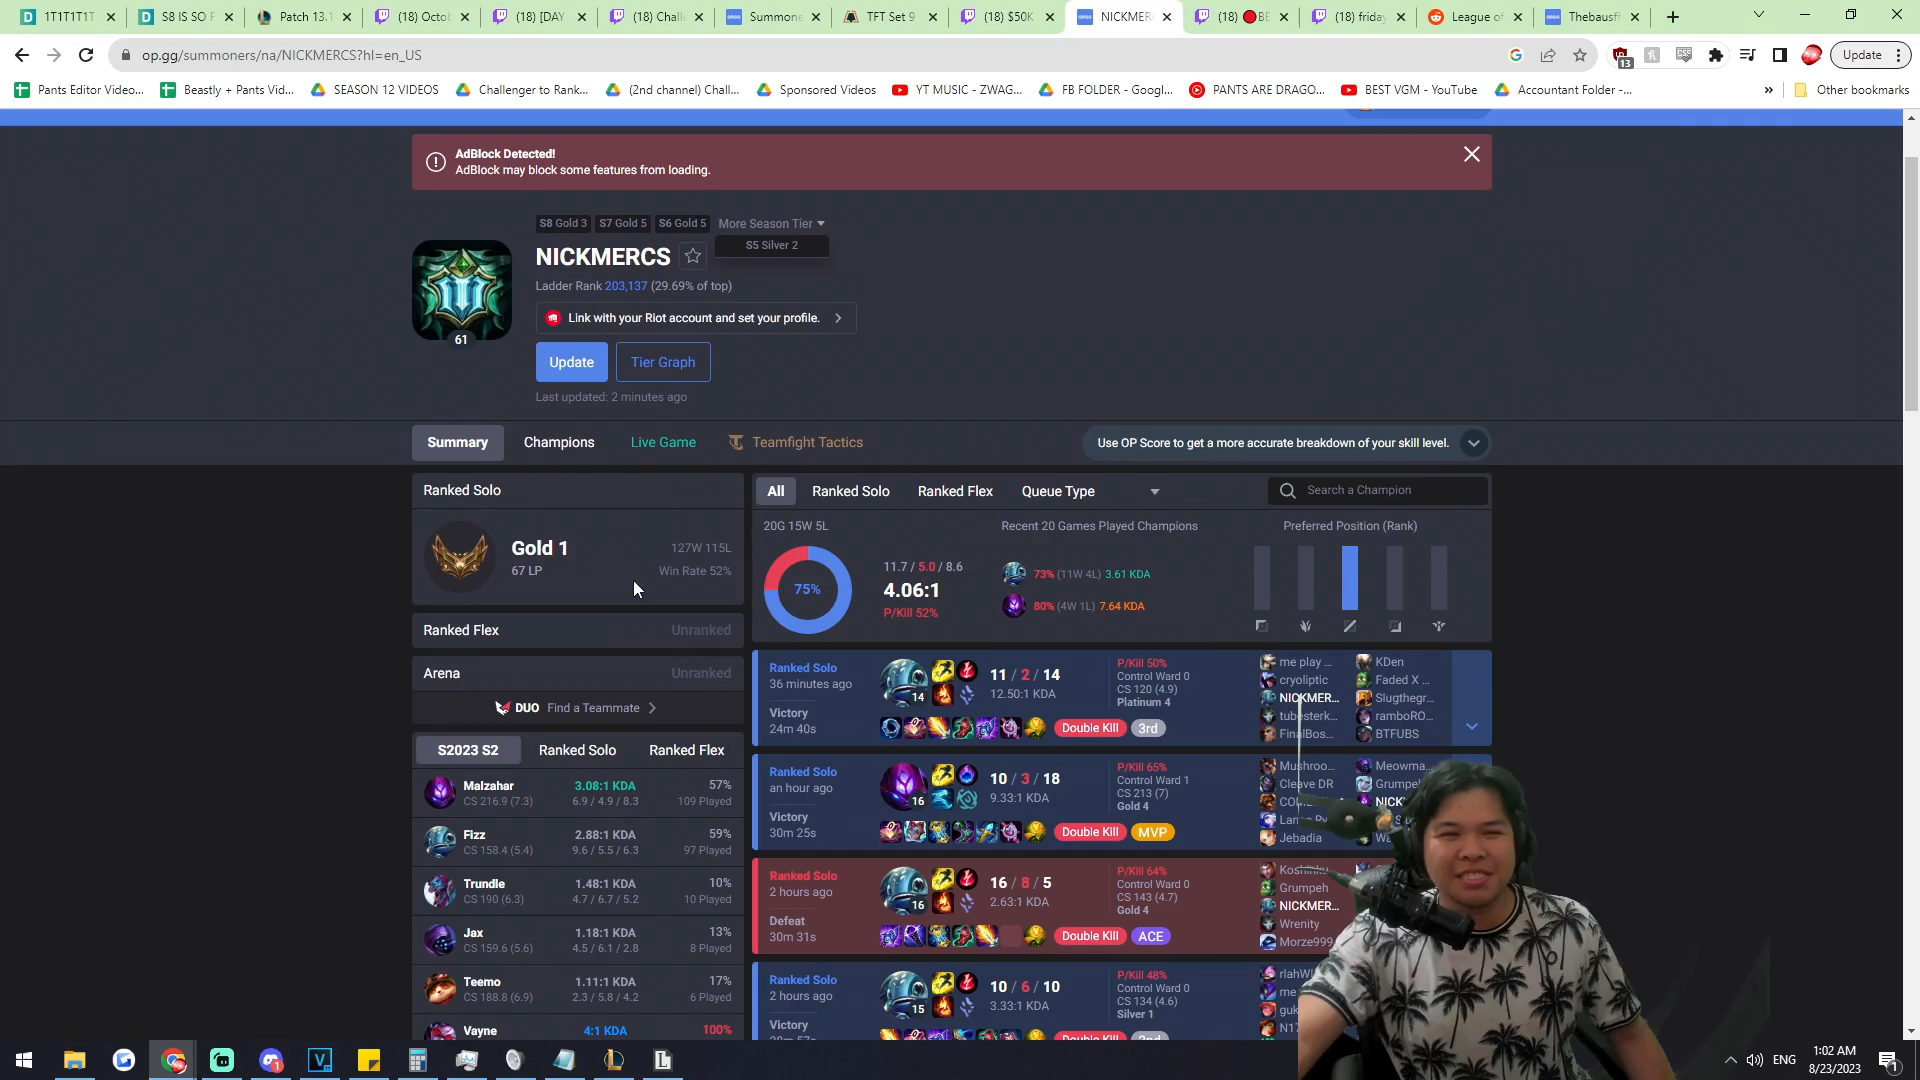 1T1T1T1T
S8 IS SO F
Patch 13.1
(18) Octob
(18) [DAY
(18) Challe
Summone
TFT Set 9
(18) $50K
NICKMER
(18) 🔴BE
(18) friday
League of
Thebausff
op.gg/summoners/na/NICKMERCS?hl=en_US
13
Update
Pants Editor Video...
Beastly + Pants Vid...
SEASON 12 VIDEOS
Challenger to Rank...
(2nd channel) Chall...
Sponsored Videos
YT MUSIC - ZWAG...
FB FOLDER - Googl...
PANTS ARE DRAGO...
BEST VGM - YouTube
Accountant Folder -...
»
Other bookmarks
AdBlock Detected!
AdBlock may block some features from loading.
S8 Gold 3 S7 Gold 5 S6 Gold 5 More Season Tier
S5 Silver 2
NICKMERCS
Ladder Rank 203,137 (29.69% of top)
61
Link with your Riot account and set your profile.
Update
Tier Graph
Last updated: 2 minutes ago
Summary
Champions
Live Game
Teamfight Tactics
Use OP Score to get a more accurate breakdown of your skill level.
Ranked Solo
Gold 1
67 LP
127W 115L
Win Rate 52%
Ranked Flex
Unranked
Arena
Unranked
DUO Find a Teammate
S2023 S2
Ranked Solo
Ranked Flex
Malzahar 3.08:1 KDA 57%
CS 216.9 (7.3) 6.9 / 4.9 / 8.3 109 Played
Fizz 2.88:1 KDA 59%
CS 158.4 (5.4) 9.6 / 5.5 / 6.3 97 Played
Trundle 1.48:1 KDA 10%
CS 190 (6.3) 4.7 / 6.7 / 5.2 10 Played
Jax 1.18:1 KDA 13%
CS 159.6 (5.6) 4.5 / 6.1 / 2.8 8 Played
Teemo 1.11:1 KDA 17%
CS 188.8 (6.9) 2.3 / 5.8 / 4.2 6 Played
Vayne 4:1 KDA 100%
All
Ranked Solo
Ranked Flex
Queue Type
Search a Champion
20G 15W 5L
75%
11.7 / 5.0 / 8.6
4.06:1
P/Kill 52%
Recent 20 Games Played Champions
73% (11W 4L) 3.61 KDA
80% (4W 1L) 7.64 KDA
Preferred Position (Rank)
Ranked Solo
36 minutes ago
Victory
24m 40s
14
11 / 2 / 14
12.50:1 KDA
P/Kill 50%
Control Ward 0
CS 120 (4.9)
Platinum 4
Double Kill
3rd
me play ...
cryoliptic
NICKMER...
tubesterk...
FinalBos...
KDen
Faded X ...
Slugthegr...
ramboRO...
BTFUBS
Ranked Solo
an hour ago
Victory
30m 25s
16
10 / 3 / 18
9.33:1 KDA
P/Kill 65%
Control Ward 1
CS 213 (7)
Gold 4
Double Kill
MVP
Mushroo...
Cleave DR
Jebadia
Meowma...
Grumpeh
NICK
Ranked Solo
2 hours ago
Defeat
30m 31s
16
16 / 8 / 5
2.63:1 KDA
P/Kill 64%
Control Ward 0
CS 143 (4.7)
Gold 4
Double Kill
ACE
Grumpeh
NICKMER...
Wrenity
Morze999
Ranked Solo
2 hours ago
Victory
15
10 / 6 / 10
3.33:1 KDA
P/Kill 48%
Control Ward 0
CS 134 (4.6)
Silver 1
Double Kill
me
guk
N17
ENG
1:02 AM
8/23/2023
1